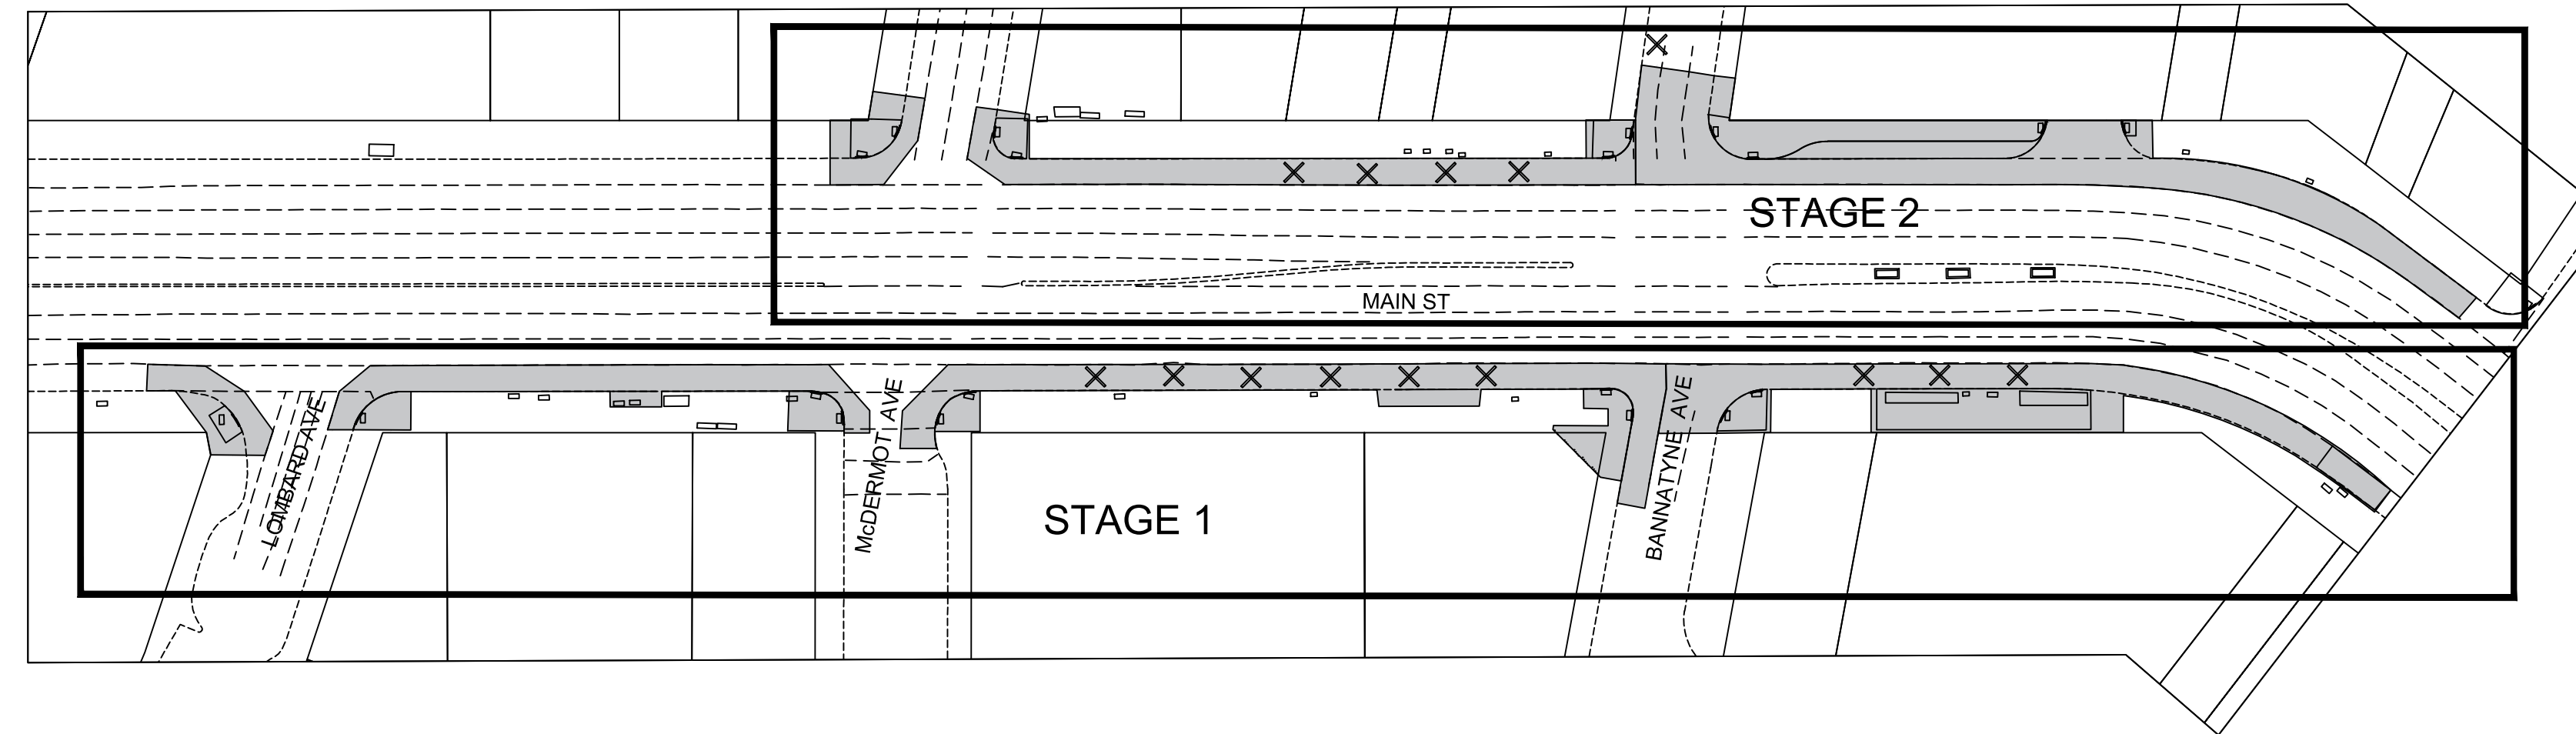 STAGE 2
MAIN ST
LOMBARD AVE
McDERMOT AVE
BANNATYNE AVE
STAGE 1